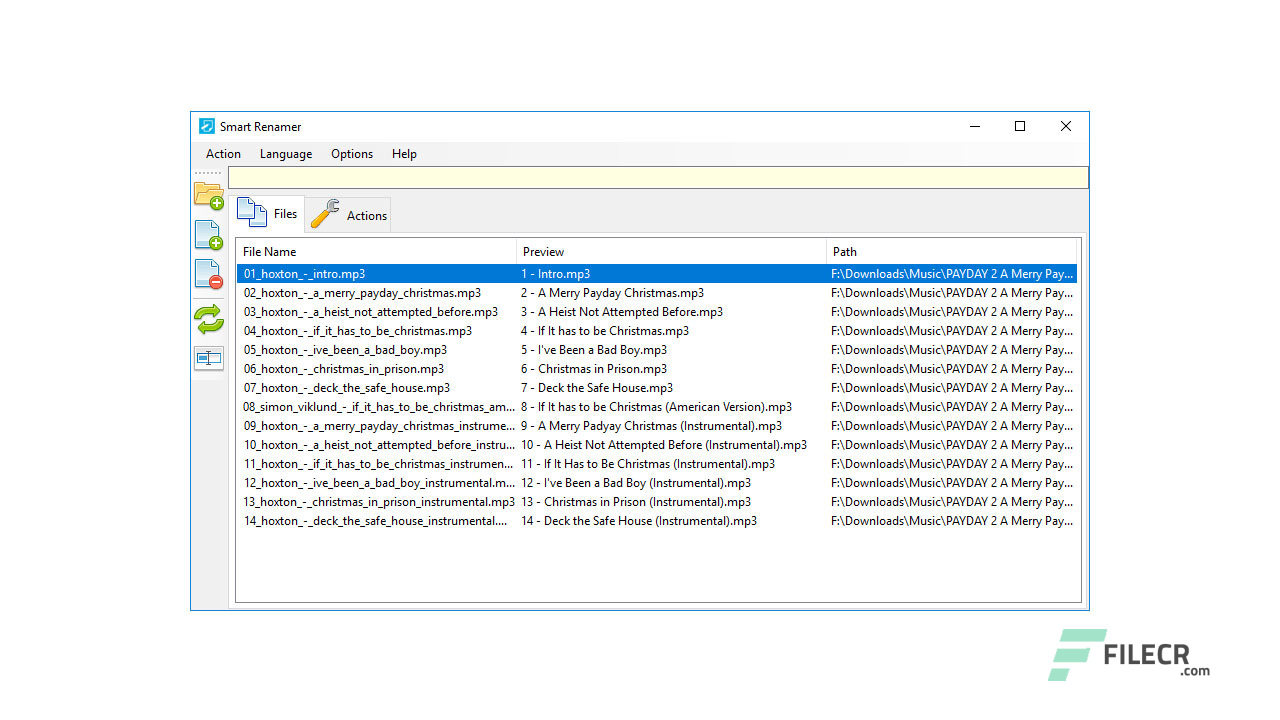 Smart Renamer
Action Language Options Help
Files Actions
File Name Preview Path
01_hoxton_-_intro.mp3 1 - Intro.mp3 F:\Downloads\Music\PAYDAY 2 A Merry Pay...
02_hoxton_-_a_merry_payday_christmas.mp3 2 - A Merry Payday Christmas.mp3 F:\Downloads\Music\PAYDAY 2 A Merry Pay...
03_hoxton_-_a_heist_not_attempted_before.mp3 3 - A Heist Not Attempted Before.mp3 F:\Downloads\Music\PAYDAY 2 A Merry Pay...
04_hoxton_-_if_it_has_to_be_christmas.mp3 4 - If It has to be Christmas.mp3 F:\Downloads\Music\PAYDAY 2 A Merry Pay...
05_hoxton_-_ive_been_a_bad_boy.mp3 5 - I've Been a Bad Boy.mp3 F:\Downloads\Music\PAYDAY 2 A Merry Pay...
06_hoxton_-_christmas_in_prison.mp3 6 - Christmas in Prison.mp3 F:\Downloads\Music\PAYDAY 2 A Merry Pay...
07_hoxton_-_deck_the_safe_house.mp3 7 - Deck the Safe House.mp3 F:\Downloads\Music\PAYDAY 2 A Merry Pay...
08_simon_viklund_-_if_it_has_to_be_christmas_am... 8 - If It has to be Christmas (American Version).mp3 F:\Downloads\Music\PAYDAY 2 A Merry Pay...
09_hoxton_-_a_merry_payday_christmas_instrume... 9 - A Merry Padyay Christmas (Instrumental).mp3 F:\Downloads\Music\PAYDAY 2 A Merry Pay...
10_hoxton_-_a_heist_not_attempted_before_instru... 10 - A Heist Not Attempted Before (Instrumental).mp3 F:\Downloads\Music\PAYDAY 2 A Merry Pay...
11_hoxton_-_if_it_has_to_be_christmas_instrumen... 11 - If It Has to Be Christmas (Instrumental).mp3 F:\Downloads\Music\PAYDAY 2 A Merry Pay...
12_hoxton_-_ive_been_a_bad_boy_instrumental.m... 12 - I've Been a Bad Boy (Instrumental).mp3 F:\Downloads\Music\PAYDAY 2 A Merry Pay...
13_hoxton_-_christmas_in_prison_instrumental.mp3 13 - Christmas in Prison (Instrumental).mp3 F:\Downloads\Music\PAYDAY 2 A Merry Pay...
14_hoxton_-_deck_the_safe_house_instrumental.... 14 - Deck the Safe House (Instrumental).mp3 F:\Downloads\Music\PAYDAY 2 A Merry Pay...
FILECR
.com